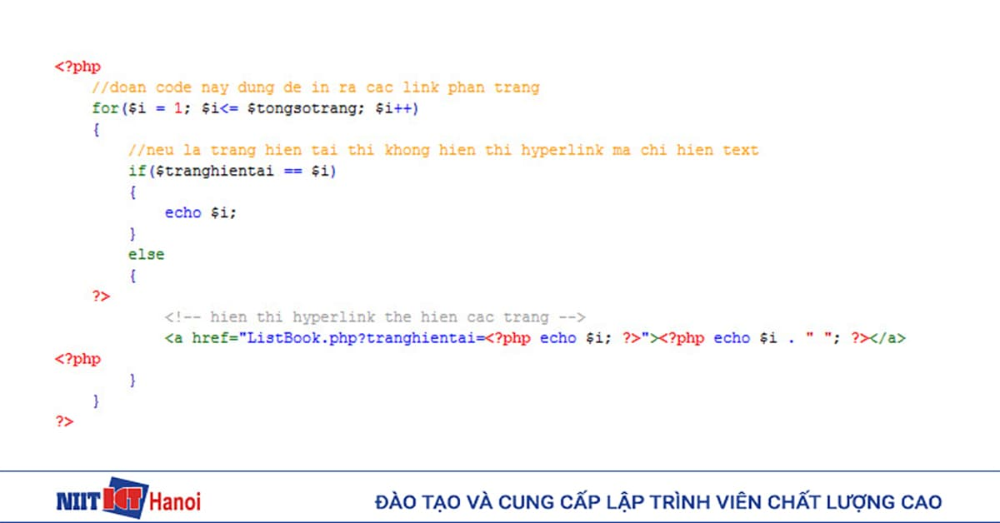 <?php
//doan code nay dung de in ra cac link phan trang
for($i = 1; $i<= $tongsotrang; $i++)
{
//neu la trang hien tai thi khong hien thi hyperlink ma chi hien text
if($tranghientai == $i)
{
echo $i;
}
else
{
?>
<!-- hien thi hyperlink the hien cac trang -->
<a href="ListBook.php?tranghientai=<?php echo $i; ?>"><?php echo $i . " "; ?></a>
<?php
}
}
?>
NIIT ICT Hanoi
ĐÀO TẠO VÀ CUNG CẤP LẬP TRÌNH VIÊN CHẤT LƯỢNG CAO